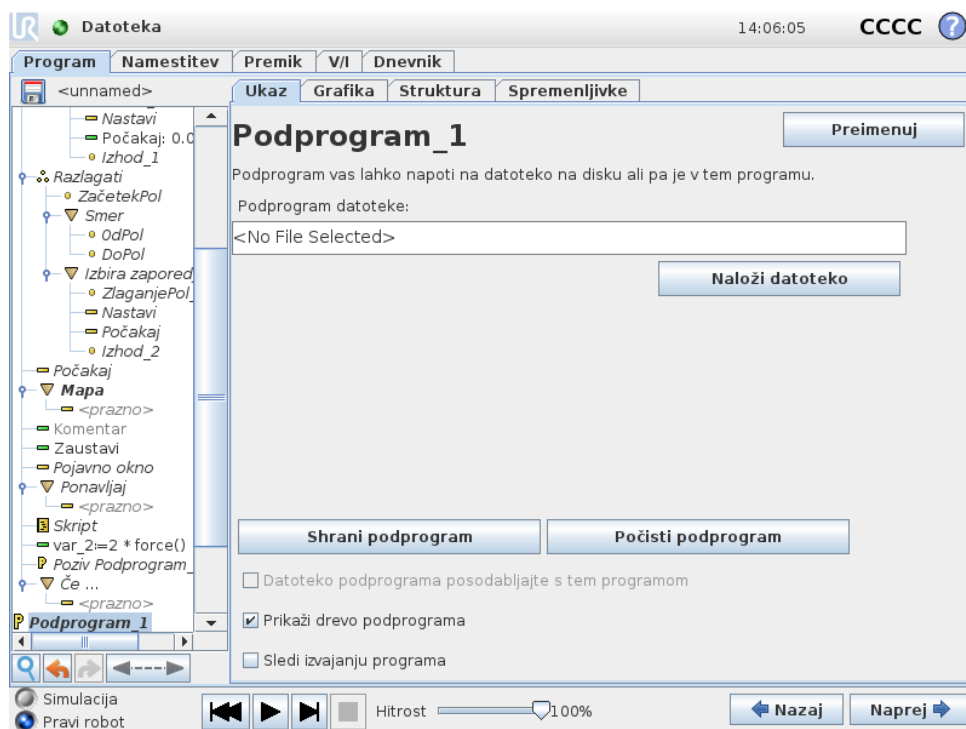 Datoteka
14:06:05
CCCC
?
Program
Namestitev
Premik
V/I
Dnevnik
<unnamed>
Ukaz
Grafika
Struktura
Spremenljivke
Nastavi
Počakaj: 0.0
Izhod_1
Razlagati
ZačetekPol
Smer
OdPol
DoPol
Izbira zapored
ZlaganjePol_
Nastavi
Počakaj
Izhod_2
Počakaj
Mapa
<prazno>
Komentar
Zaustavi
Pojavno okno
Ponavljaj
<prazno>
Skript
var_2:=2 * force()
Poziv Podprogram_
Če ...
<prazno>
Podprogram_1
Podprogram_1
Preimenuj
Podprogram vas lahko napoti na datoteko na disku ali pa je v tem programu.
Podprogram datoteke:
<No File Selected>
Naloži datoteko
Shrani podprogram
Počisti podprogram
Datoteko podprograma posodabljajte s tem programom
Prikaži drevo podprograma
Sledi izvajanju programa
Simulacija
Pravi robot
Hitrost
100%
Nazaj
Naprej